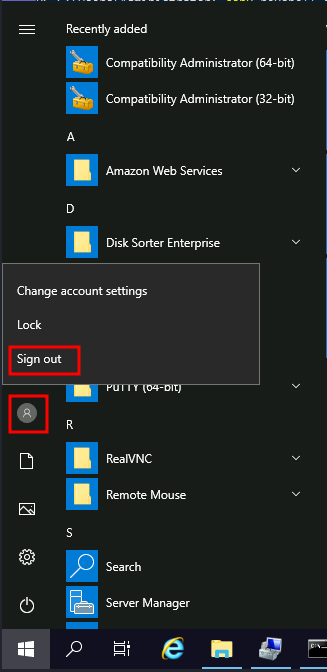 Recently added
Compatibility Administrator (64-bit)
Compatibility Administrator (32-bit)
A
Amazon Web Services
D
Disk Sorter Enterprise
Change account settings
Lock
Sign out
PuTTY (64-bit)
R
RealVNC
Remote Mouse
S
Search
Server Manager